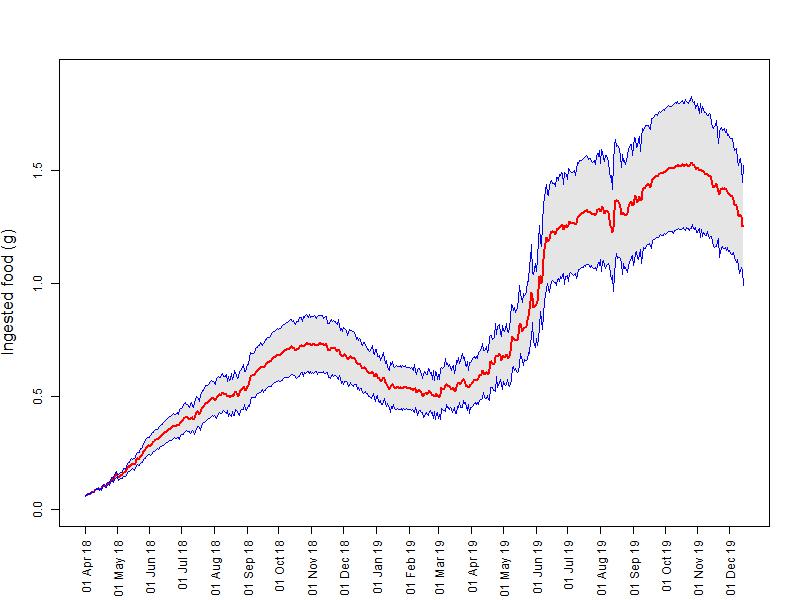 Ingested food (g)
1.5
1.0
0.5
0.0
01 Apr 18
01 May 18
01 Jun 18
01 Jul 18
01 Aug 18
01 Sep 18
01 Oct 18
01 Nov 18
01 Dec 18
01 Jan 19
01 Feb 19
01 Mar 19
01 Apr 19
01 May 19
01 Jun 19
01 Jul 19
01 Aug 19
01 Sep 19
01 Oct 19
01 Nov 19
01 Dec 19